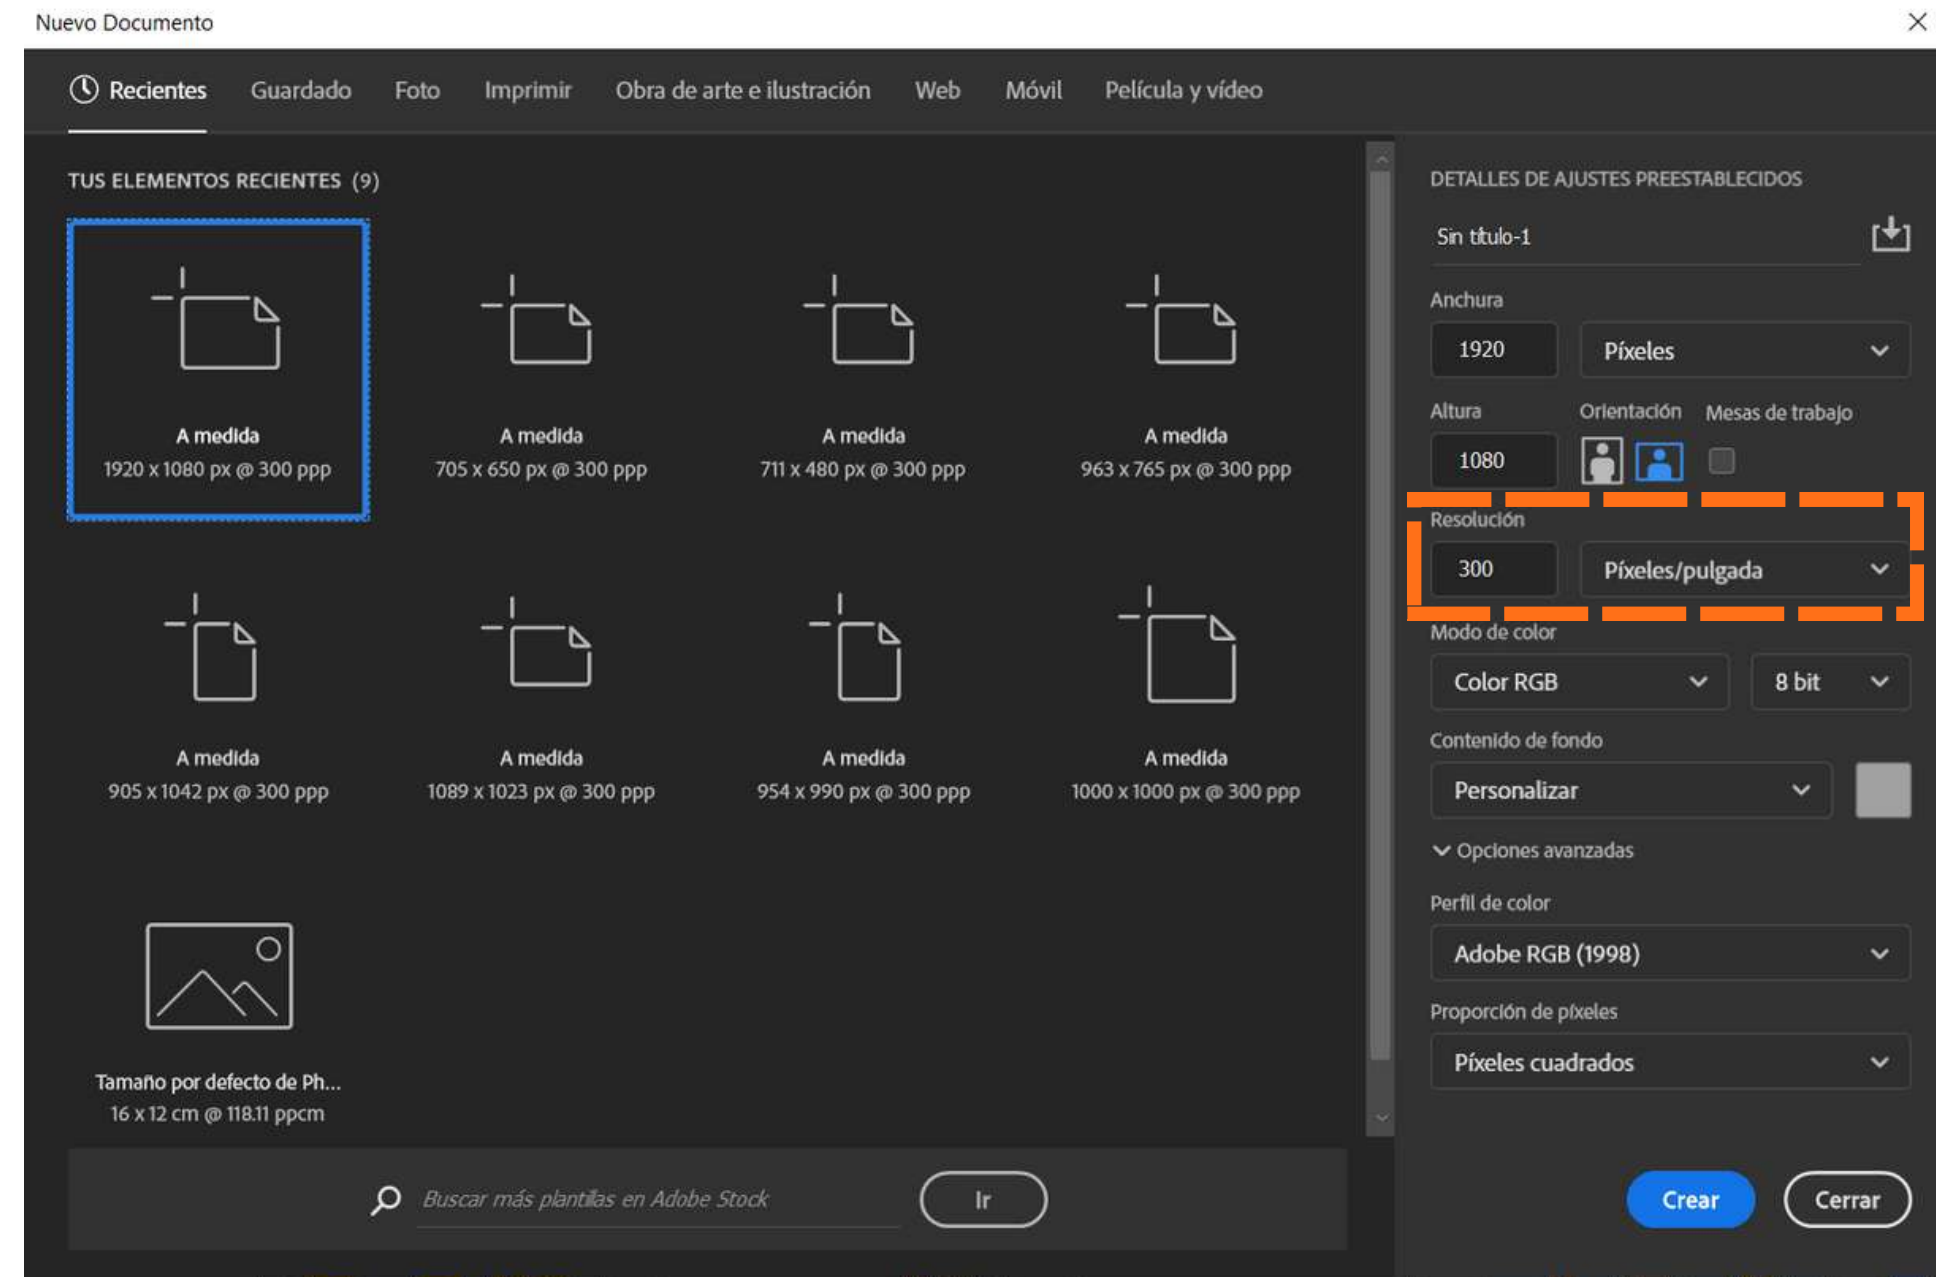 Nuevo Documento
Recientes Guardado Foto Imprimir Obra de arte e ilustración Web Móvil Película y vídeo
TUS ELEMENTOS RECIENTES (9)
A medida
1920 x 1080 px @ 300 ppp
A medida
705 x 650 px @ 300 ppp
A medida
711 x 480 px @ 300 ppp
A medida
963 x 765 px @ 300 ppp
A medida
905 x 1042 px @ 300 ppp
A medida
1089 x 1023 px @ 300 ppp
A medida
954 x 990 px @ 300 ppp
A medida
1000 x 1000 px @ 300 ppp
Tamaño por defecto de Ph...
16 x 12 cm @ 118.11 ppcm
Buscar más plantillas en Adobe Stock
Ir
DETALLES DE AJUSTES PREESTABLECIDOS
Sin título-1
Anchura
1920 Píxeles
Altura Orientación Mesas de trabajo
1080
Resolución
300 Píxeles/pulgada
Modo de color
Color RGB 8 bit
Contenido de fondo
Personalizar
Opciones avanzadas
Perfil de color
Adobe RGB (1998)
Proporción de píxeles
Píxeles cuadrados
Crear Cerrar